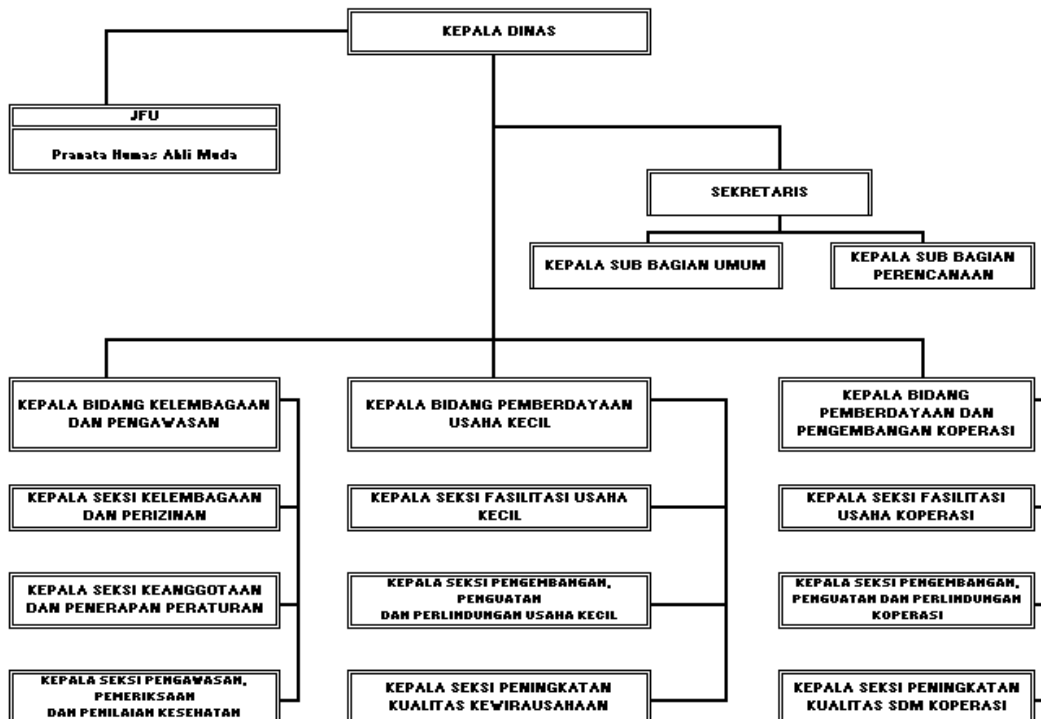 KEPALA DINAS
JFU
Pranata Humas Ahli Muda
SEKRETARIS
KEPALA SUB BAGIAN UMUM
KEPALA SUB BAGIAN
PERENCANAAN
KEPALA BIDANG KELEMBAGAAN
DAN PENGAWASAN
KEPALA BIDANG PEMBERDAYAAN
USAHA KECIL
KEPALA BIDANG
PEMBERDAYAAN DAN
PENGEMBANGAN KOPERASI
KEPALA SEKSI KELEMBAGAAN
DAN PERIZINAN
KEPALA SEKSI FASILITASI USAHA
KECIL
KEPALA SEKSI FASILITASI
USAHA KOPERASI
KEPALA SEKSI KEANGGOTAAN
DAN PENERAPAN PERATURAN
KEPALA SEKSI PENGEMBANGAN,
PENGUATAN
DAN PERLINDUNGAN USAHA KECIL
KEPALA SEKSI PENGEMBANGAN,
PENGUATAN DAN PERLINDUNGAN
KOPERASI
KEPALA SEKSI PENGAWASAN,
PEMERIKSAAN
DAN PENILAIAN KESEHATAN
KEPALA SEKSI PENINGKATAN
KUALITAS KEWIRAUSAHAAN
KEPALA SEKSI PENINGKATAN
KUALITAS SDM KOPERASI